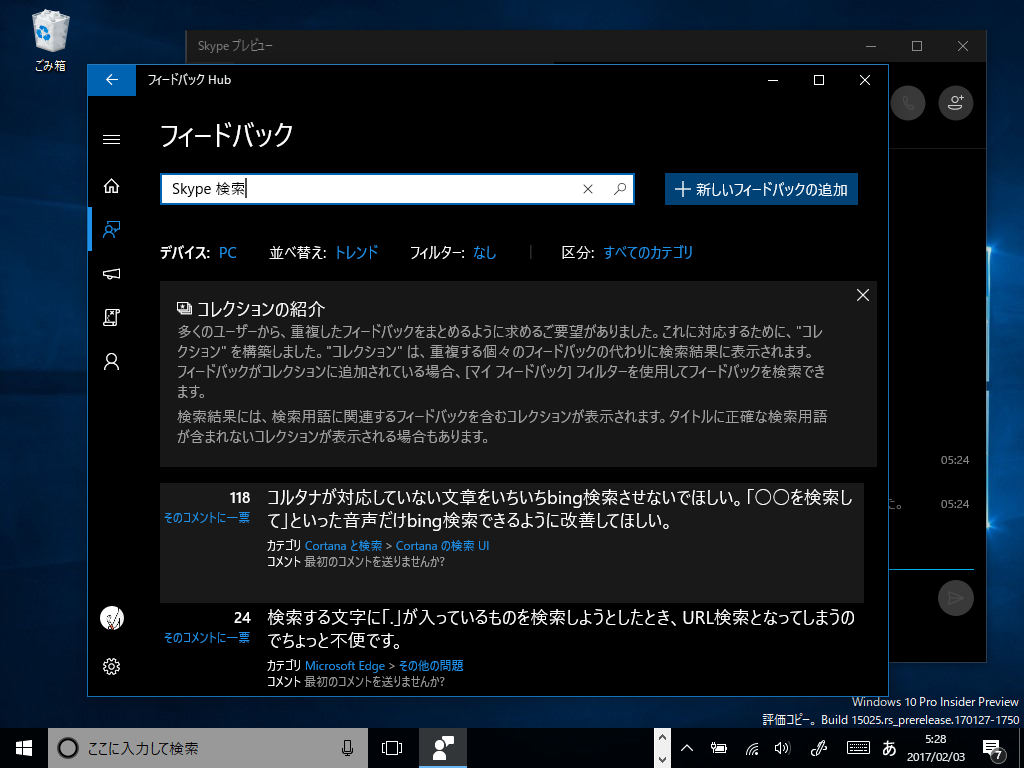 ごみ箱
Skype プレビュー
フィードバック Hub
フィードバック
Skype 検索
新しいフィードバックの追加
デバイス: PC 並べ替え: トレンド フィルター: なし 区分: すべてのカテゴリ
コレクションの紹介
多くのユーザーから、重複したフィードバックをまとめるように求めるご要望がありました。これに対応するために、"コレ
クション" を構築しました。"コレクション" は、重複する個々のフィードバックの代わりに検索結果に表示されます。
フィードバックがコレクションに追加されている場合、[マイ フィードバック] フィルターを使用してフィードバックを検索でき
ます。
検索結果には、検索用語に関連するフィードバックを含むコレクションが表示されます。タイトルに正確な検索用語
が含まれないコレクションが表示される場合もあります。
05:24
た。 05:24
118 コルタナが対応していない文章をいちいちbing検索させないでほしい。「○○を検索し
そのコメントに一票 て」といった音声だけbing検索できるように改善してほしい。
カテゴリ Cortana と検索 > Cortana の検索 UI
コメント 最初のコメントを送りませんか?
24 検索する文字に「.」が入っているものを検索しようとしたとき、URL検索となってしまうの
そのコメントに一票 でちょっと不便です。
カテゴリ Microsoft Edge > その他の問題
コメント 最初のコメントを送りませんか?
Windows 10 Pro Insider Preview
評価コピー。 Build 15025.rs_prerelease.170127-1750
ここに入力して検索
あ
5:28
2017/02/03
7